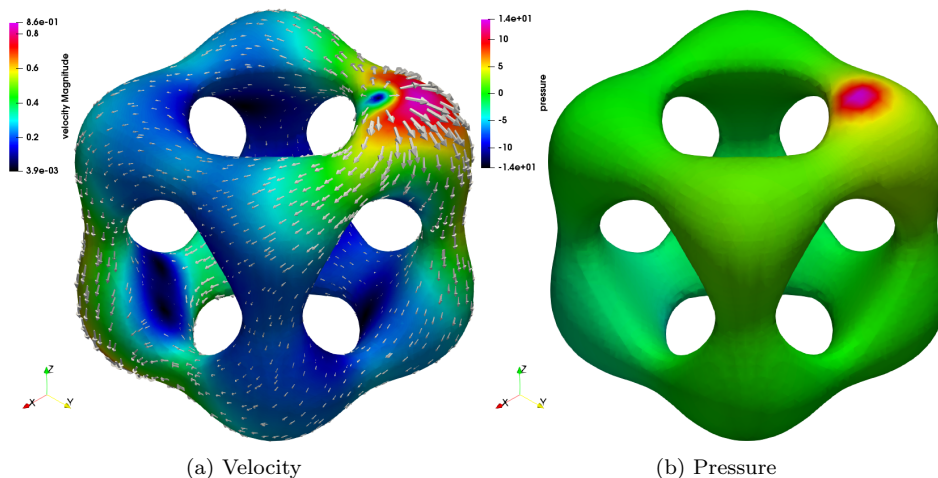 8.6e-01
0.8
0.6
0.4
0.2
3.9e-03
velocity Magnitude
1.4e+01
10
5
0
-5
-10
-1.4e+01
pressure
Z
X
Y
Z
X
Y
(a) Velocity
(b) Pressure